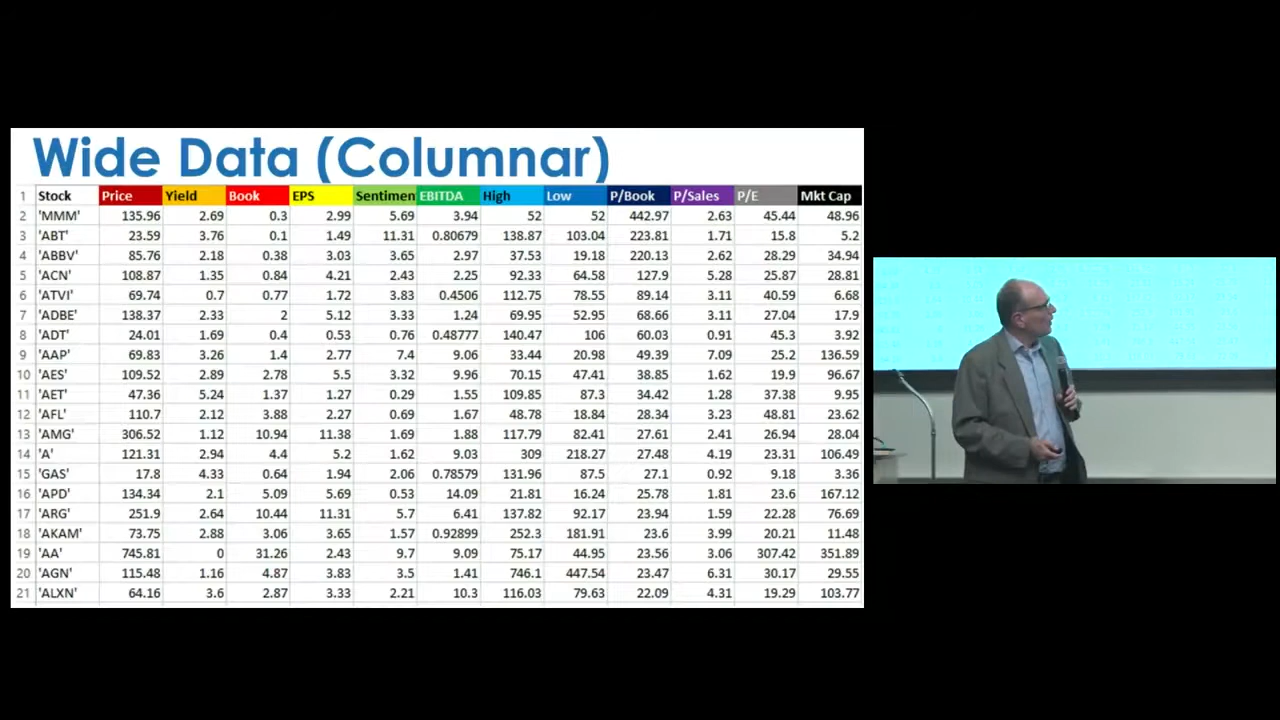 Wide Data (Columnar)
1 Stock Price Yield Book EPS Sentimen EBITDA High Low P/Book P/Sales P/E Mkt Cap
2 'MMM' 135.96 2.69 0.3 2.99 5.69 3.94 52 52 442.97 2.63 45.44 48.96
3 'ABT' 23.59 3.76 0.1 1.49 11.31 0.80679 138.87 103.04 223.81 1.71 15.8 5.2
4 'ABBV' 85.76 2.18 0.38 3.03 3.65 2.97 37.53 19.18 220.13 2.62 28.29 34.94
5 'ACN' 108.87 1.35 0.84 4.21 2.43 2.25 92.33 64.58 127.9 5.28 25.87 28.81
6 'ATVI' 69.74 0.7 0.77 1.72 3.83 0.4506 112.75 78.55 89.14 3.11 40.59 6.68
7 'ADBE' 138.37 2.33 2 5.12 3.33 1.24 69.95 52.95 68.66 3.11 27.04 17.9
8 'ADT' 24.01 1.69 0.4 0.53 0.76 0.48777 140.47 106 60.03 0.91 45.3 3.92
9 'AAP' 69.83 3.26 1.4 2.77 7.4 9.06 33.44 20.98 49.39 7.09 25.2 136.59
10 'AES' 109.52 2.89 2.78 5.5 3.32 9.96 70.15 47.41 38.85 1.62 19.9 96.67
11 'AET' 47.36 5.24 1.37 1.27 0.29 1.55 109.85 87.3 34.42 1.28 37.38 9.95
12 'AFL' 110.7 2.12 3.88 2.27 0.69 1.67 48.78 18.84 28.34 3.23 48.81 23.62
13 'AMG' 306.52 1.12 10.94 11.38 1.69 1.88 117.79 82.41 27.61 2.41 26.94 28.04
14 'A' 121.31 2.94 4.4 5.2 1.62 9.03 309 218.27 27.48 4.19 23.31 106.49
15 'GAS' 17.8 4.33 0.64 1.94 2.06 0.78579 131.96 87.5 27.1 0.92 9.18 3.36
16 'APD' 134.34 2.1 5.09 5.69 0.53 14.09 21.81 16.24 25.78 1.81 23.6 167.12
17 'ARG' 251.9 2.64 10.44 11.31 5.7 6.41 137.82 92.17 23.94 1.59 22.28 76.69
18 'AKAM' 73.75 2.88 3.06 3.65 1.57 0.92899 252.3 181.91 23.6 3.99 20.21 11.48
19 'AA' 745.81 0 31.26 2.43 9.7 9.09 75.17 44.95 23.56 3.06 307.42 351.89
20 'AGN' 115.48 1.16 4.87 3.83 3.5 1.41 746.1 447.54 23.47 6.31 30.17 29.55
21 'ALXN' 64.16 3.6 2.87 3.33 2.21 10.3 116.03 79.63 22.09 4.31 19.29 103.77